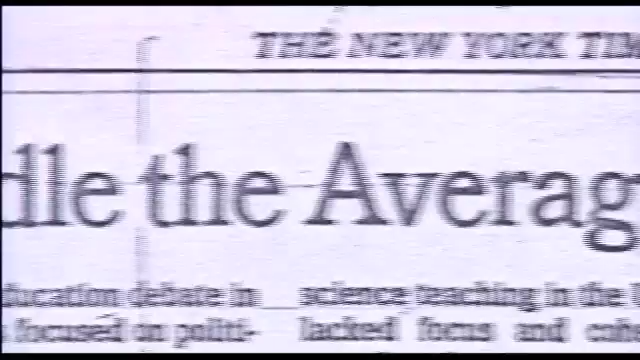 THE NEW YORK TIM
dle the Averag
ducation debate in science teaching in the
s focused on politi- lacked focus and coh